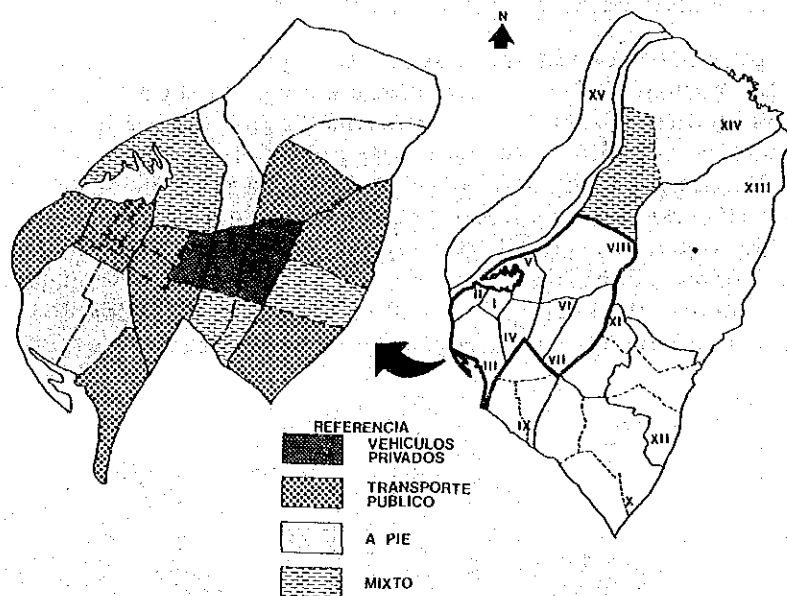 N
XV
XIV
XIII
VIII
V
II
I
VI
XI
IV
III
VII
IX
XII
X
REFERENCIA
VEHICULOS
PRIVADOS
TRANSPORTE
PUBLICO
A PIE
MIXTO